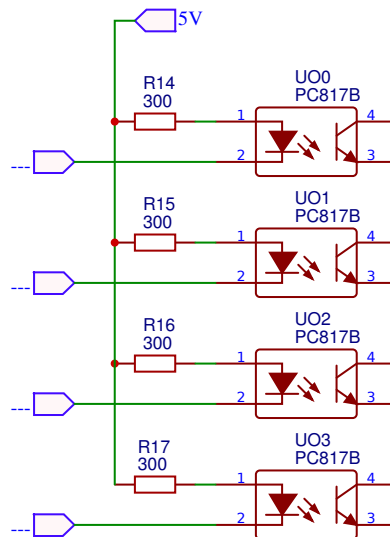 5V
R14
300
UO0
PC817B
1
4
---
2
3
R15
300
UO1
PC817B
1
4
---
2
3
R16
300
UO2
PC817B
1
4
---
2
3
R17
300
UO3
PC817B
1
4
---
2
3